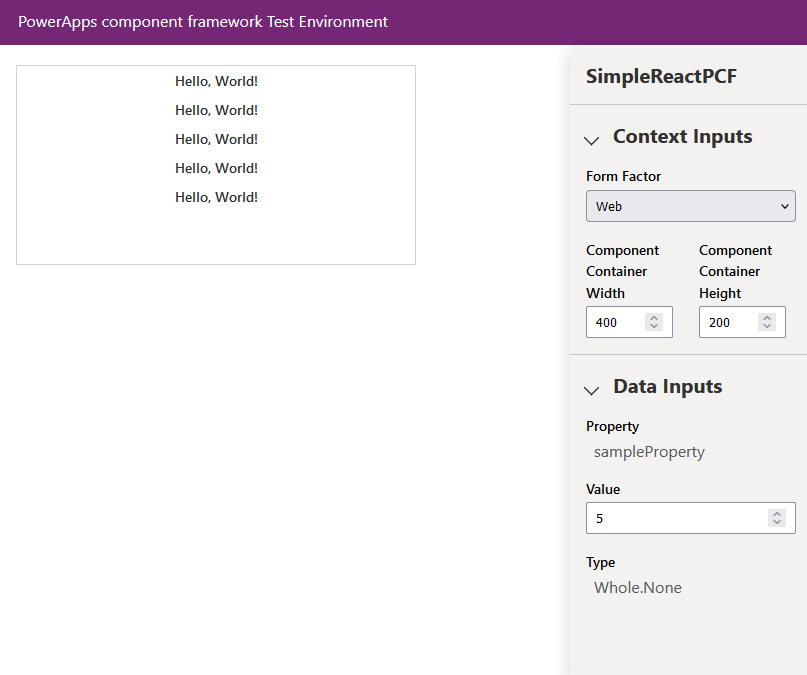 PowerApps component framework Test Environment
Hello, World!
Hello, World!
Hello, World!
Hello, World!
Hello, World!
SimpleReactPCF
Context Inputs
Form Factor
Web
Component Container Width
400
Component Container Height
200
Data Inputs
Property
sampleProperty
Value
5
Type
Whole.None